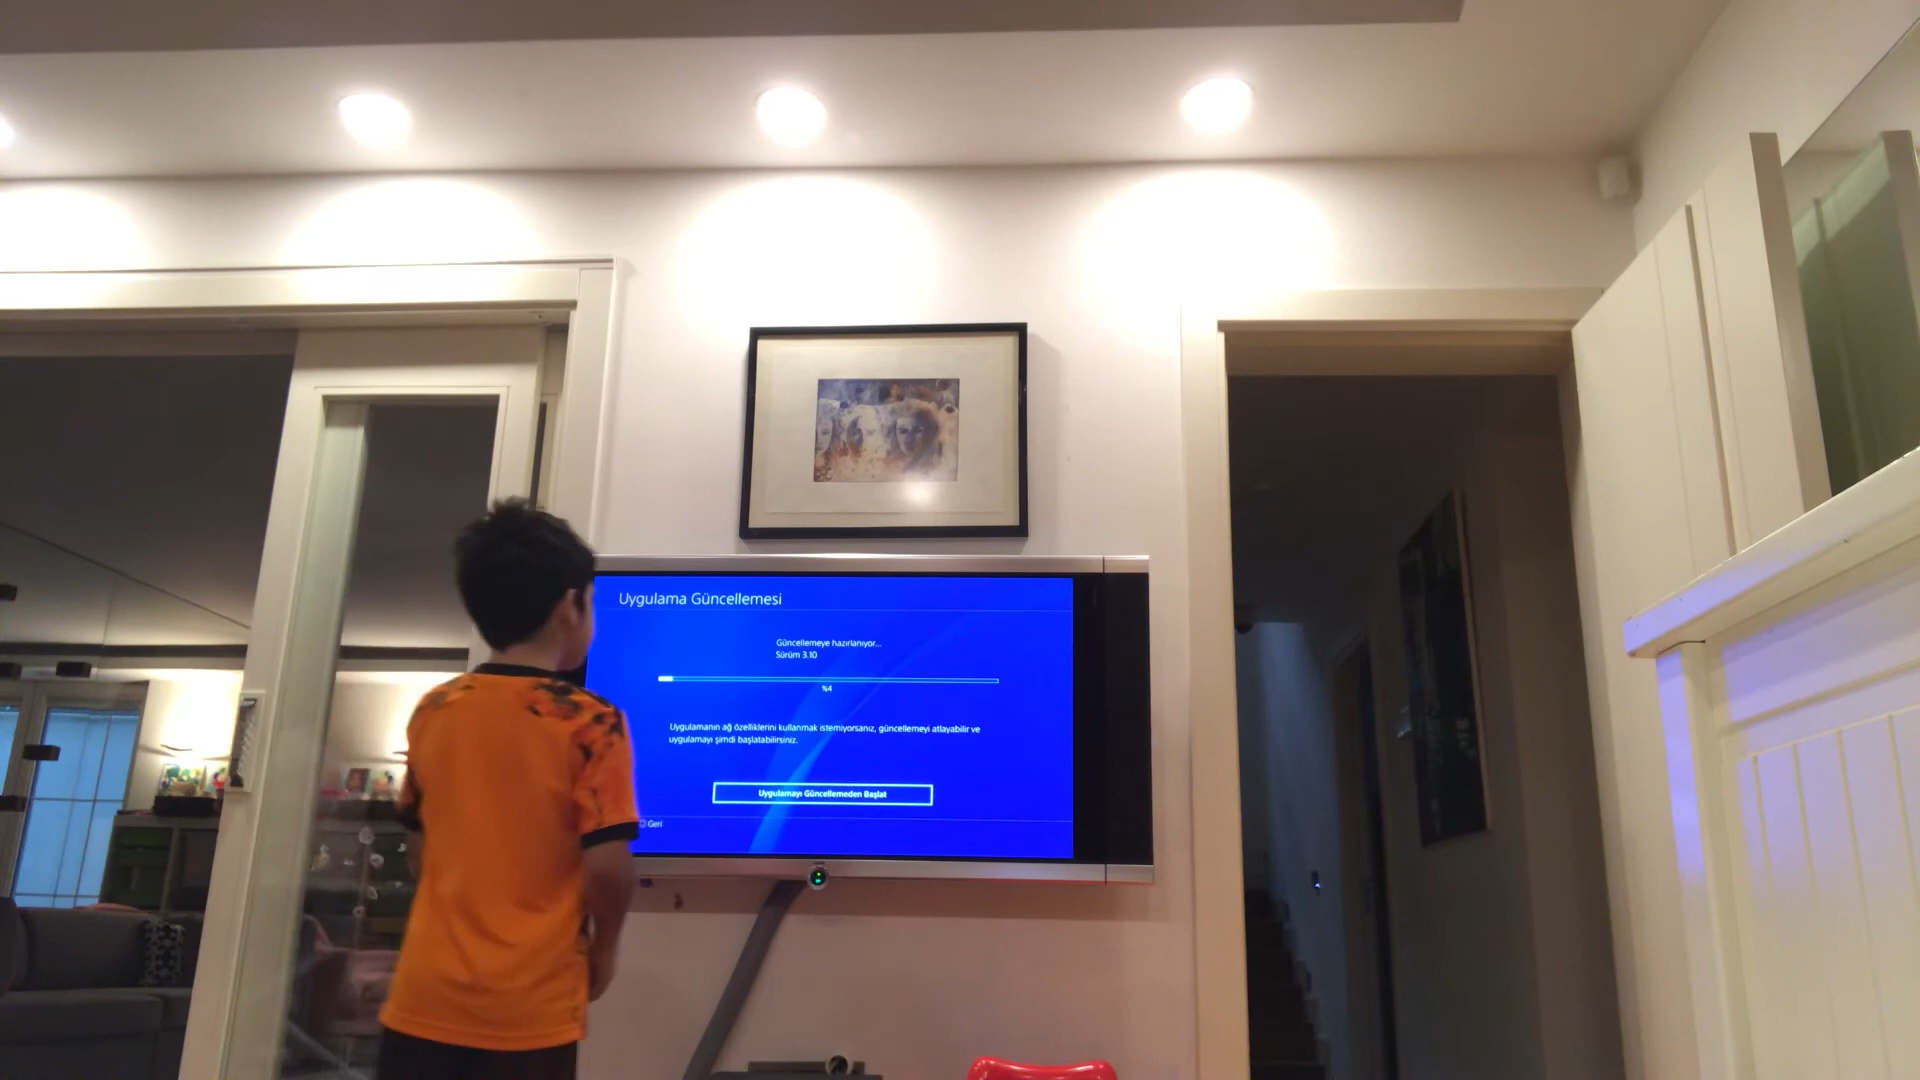 Uygulama Güncellemesi
Güncellemeye hazırlanıyor...
Sürüm 3.10
%4
Uygulamanın ağ özelliklerini kullanmak istemiyorsanız, güncellemeyi atlayabilir ve
uygulamayı şimdi başlatabilirsiniz.
Uygulamayı Güncellemeden Başlat
Geri